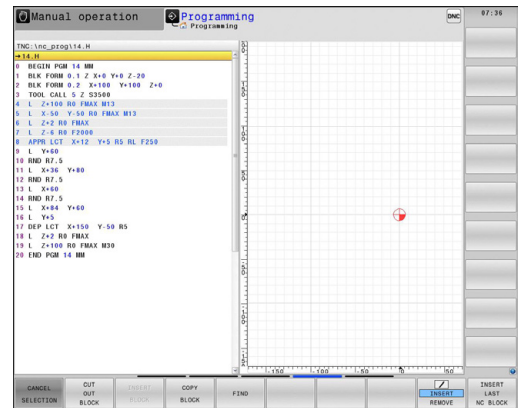 Manual operation
Programming
Programming
DNC
07:36
TNC:\nc_prog\14.H
→14.H
0 BEGIN PGM 14 MM
1 BLK FORM 0.1 Z X+0 Y+0 Z-20
2 BLK FORM 0.2 X+100 Y+100 Z+0
3 TOOL CALL 5 Z S3500
4 L Z+100 R0 FMAX M13
5 L X-50 Y-50 R0 FMAX M13
6 L Z+2 R0 FMAX
7 L Z-6 R0 F2000
8 APPR LCT X+12 Y+5 R5 RL F250
9 L Y+60
10 RND R7.5
11 L X+36 Y+80
12 RND R7.5
13 L X+60
14 RND R7.5
15 L X+84 Y+60
16 L Y+5
17 DEP LCT X+150 Y-50 R5
18 L Z+2 R0 FMAX
19 L Z+100 R0 FMAX M30
20 END PGM 14 MM
-150 -100 -50 0 50
CANCEL SELECTION
CUT OUT BLOCK
INSERT BLOCK
COPY BLOCK
FIND
INSERT REMOVE
INSERT LAST NC BLOCK